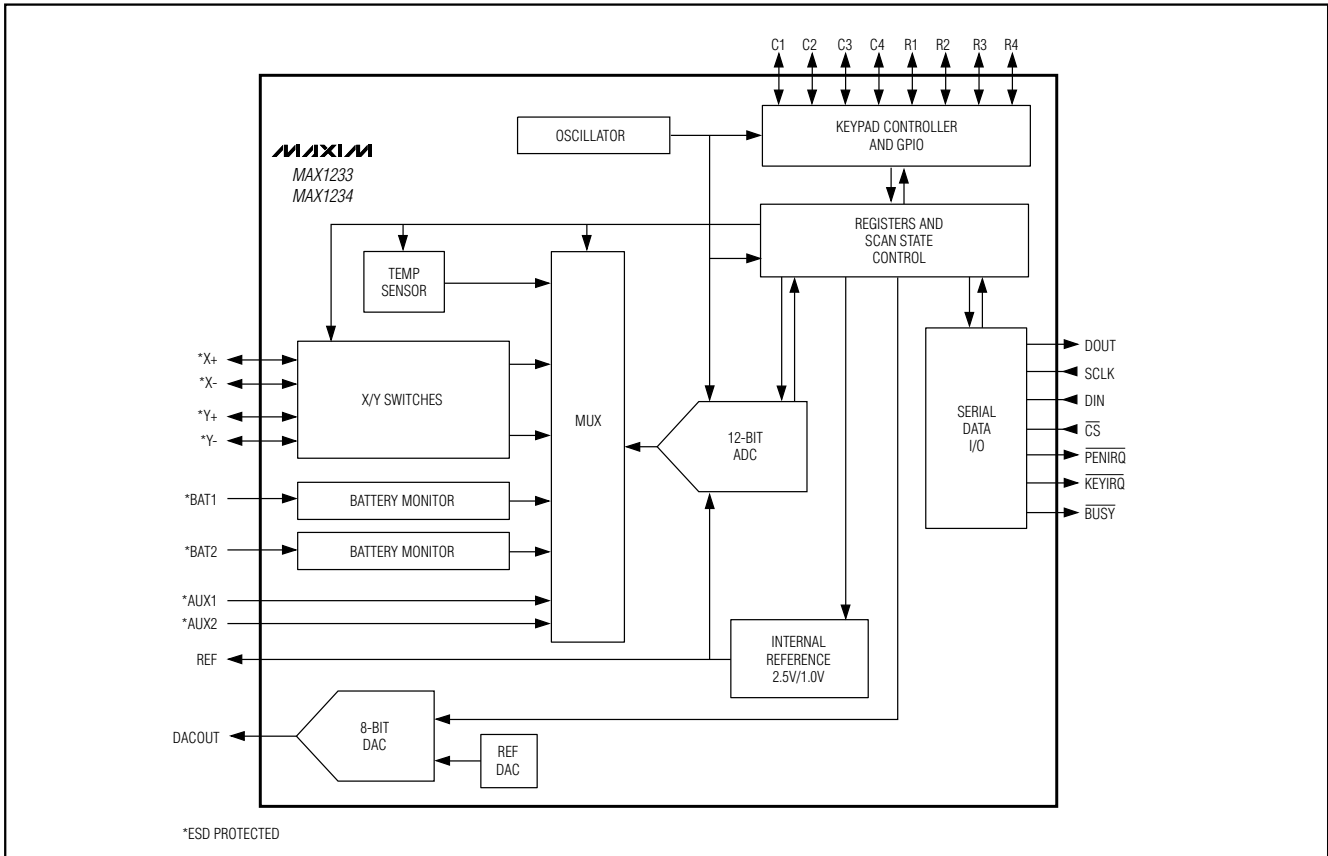 C1 C2 C3 C4 R1 R2 R3 R4
OSCILLATOR
KEYPAD CONTROLLER
AND GPIO
MAXIM
MAX1233
MAX1234
REGISTERS AND
SCAN STATE
CONTROL
TEMP
SENSOR
*X+
*X-
*Y+
*Y-
X/Y SWITCHES
MUX
12-BIT
ADC
SERIAL
DATA
I/O
DOUT
SCLK
DIN
CS
PENIRQ
KEYIRQ
BUSY
*BAT1
BATTERY MONITOR
*BAT2
BATTERY MONITOR
*AUX1
*AUX2
REF
INTERNAL
REFERENCE
2.5V/1.0V
DACOUT
8-BIT
DAC
REF
DAC
*ESD PROTECTED